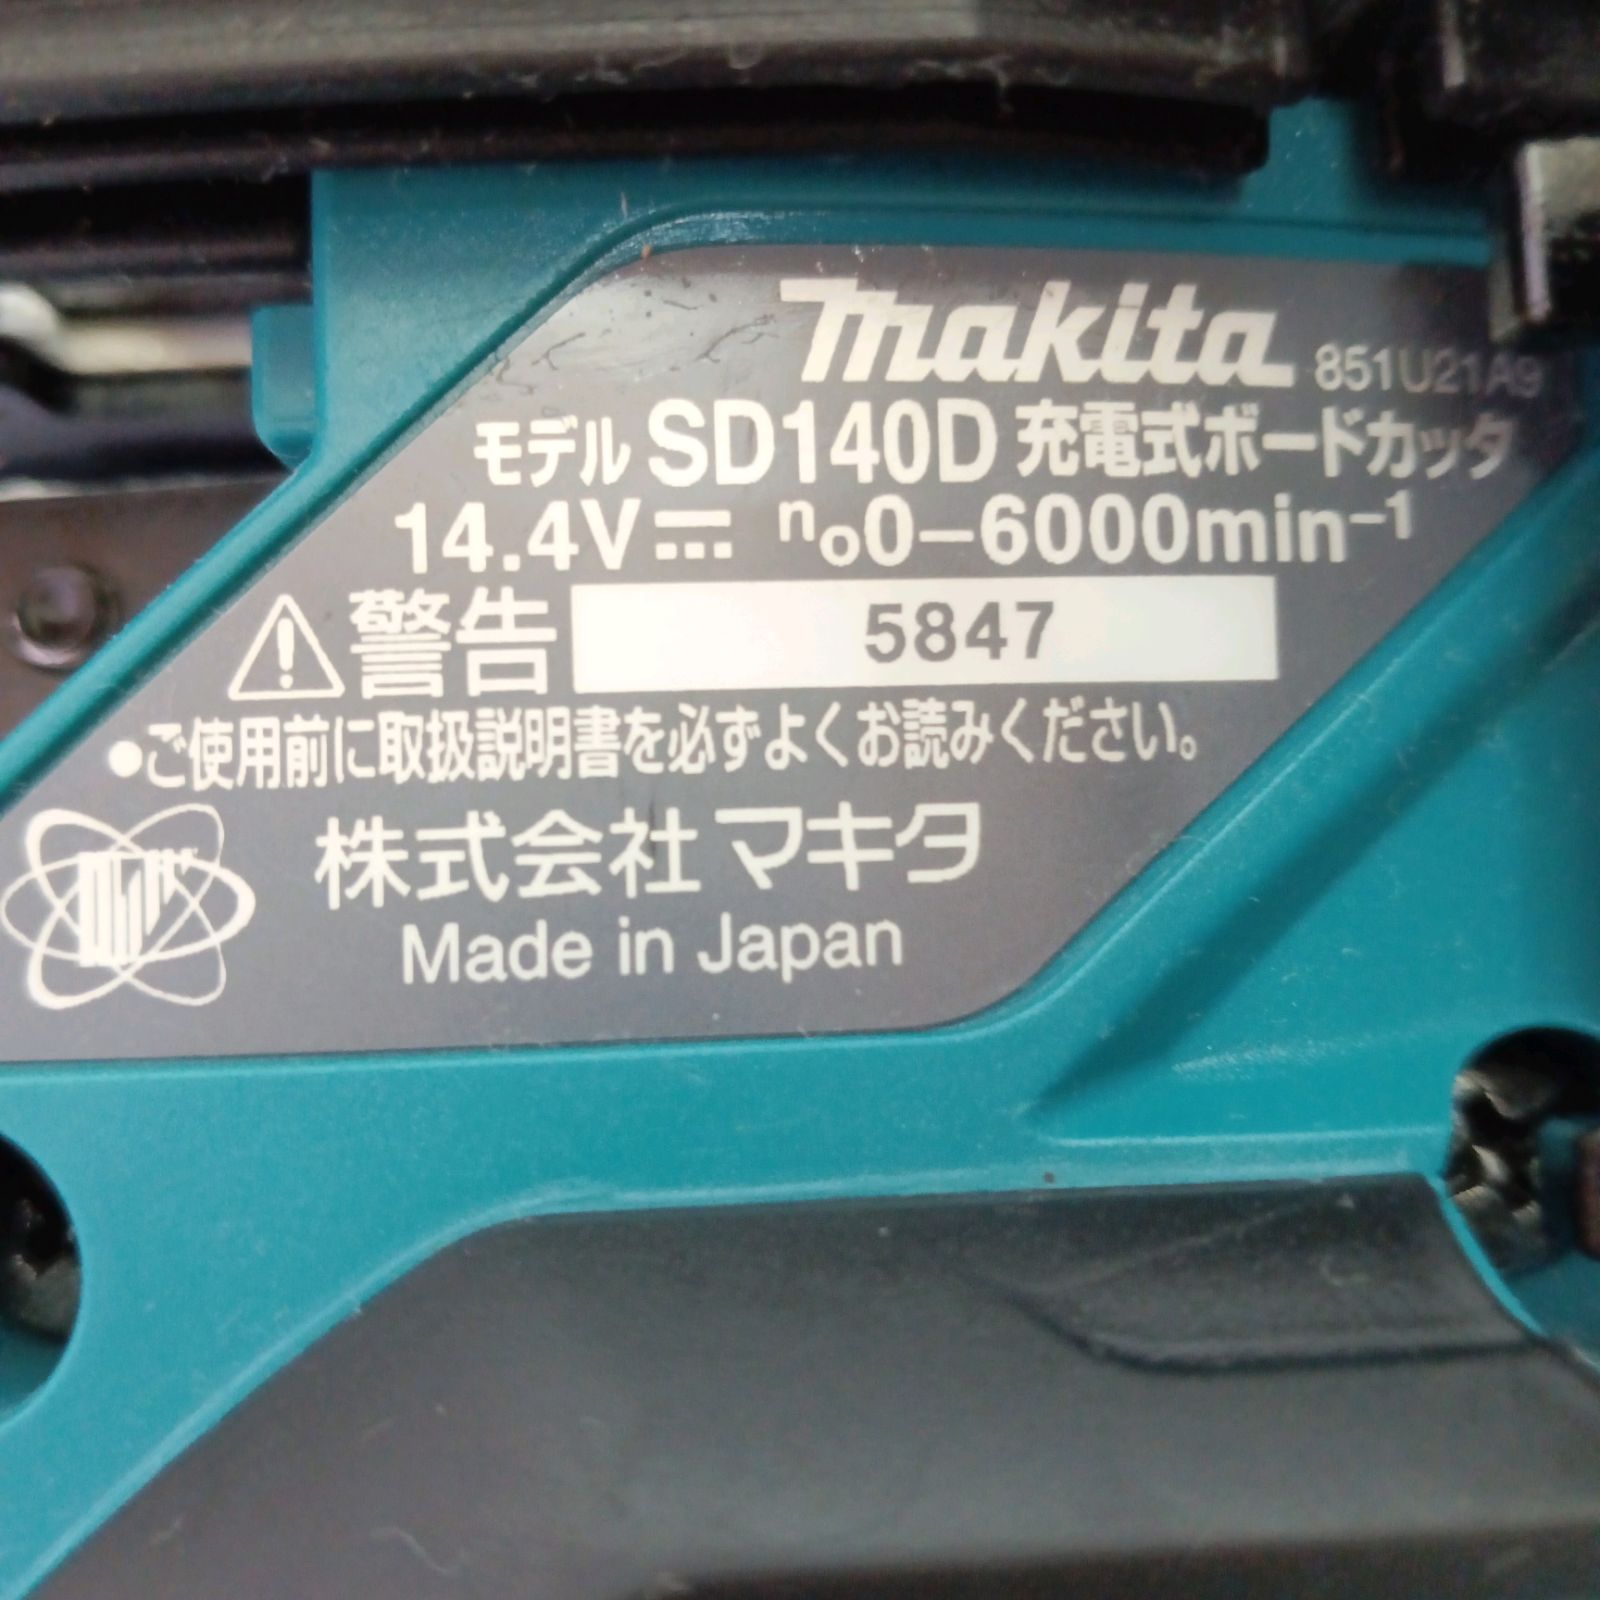 makita 851U21A9
モデル SD140D 充電式ボードカッタ
14.4V n₀0-6000min⁻¹
警告 5847
●ご使用前に取扱説明書を必ずよくお読みください。
株式会社マキタ
Made in Japan